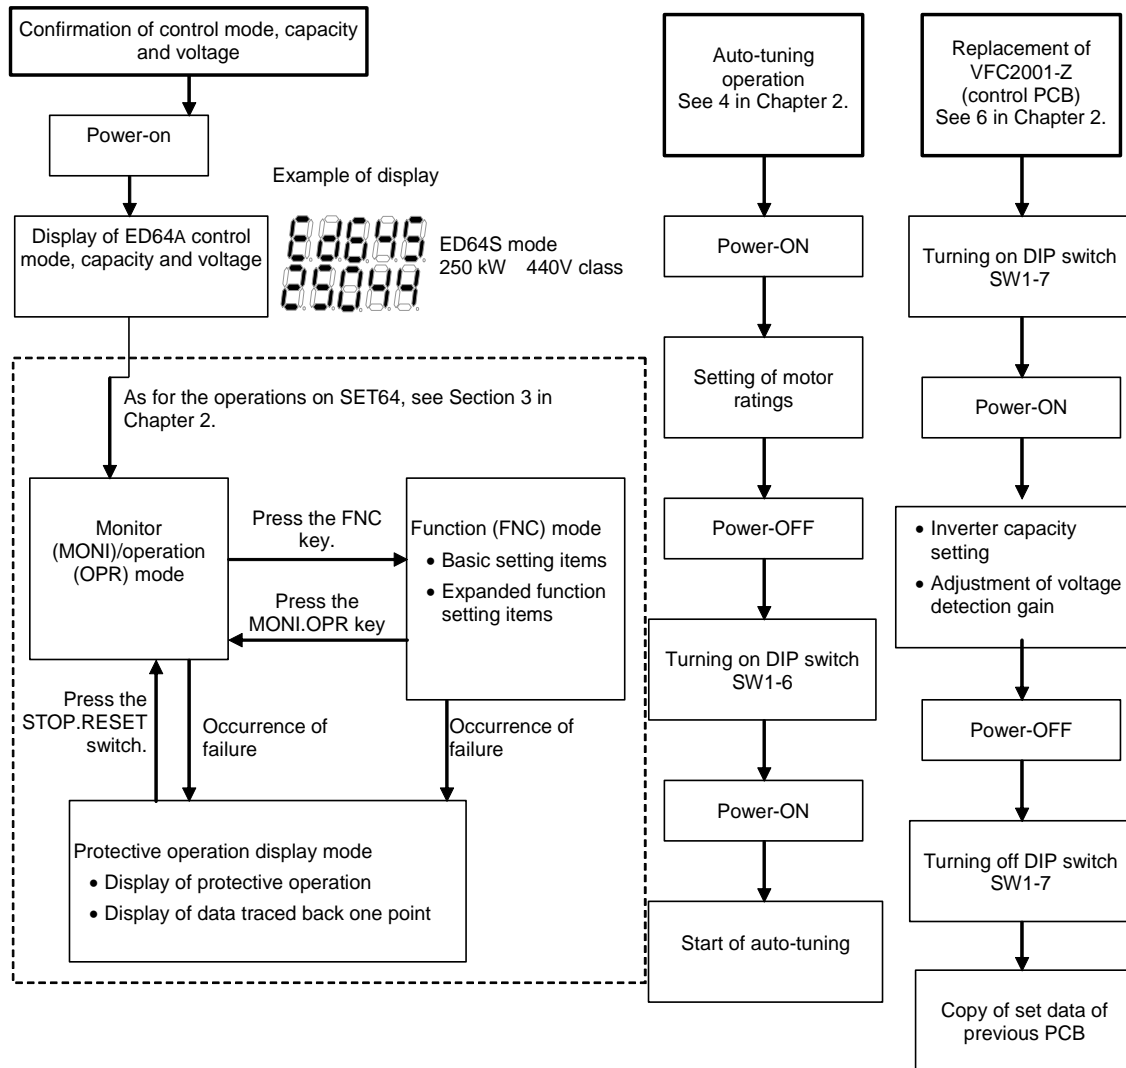 Confirmation of control mode, capacity
and voltage
Power-on
Example of display
Display of ED64A control
mode, capacity and voltage
Ed64S
25044
ED64S mode
250 kW 440V class
As for the operations on SET64, see Section 3 in
Chapter 2.
Monitor
(MONI)/operation
(OPR) mode
Press the FNC
key.
Press the
MONI.OPR key
Function (FNC) mode
• Basic setting items
• Expanded function
setting items
Press the
STOP.RESET
switch.
Occurrence of
failure
Occurrence of
failure
Protective operation display mode
• Display of protective operation
• Display of data traced back one point
Auto-tuning
operation
See 4 in Chapter 2.
Power-ON
Setting of motor
ratings
Power-OFF
Turning on DIP switch
SW1-6
Power-ON
Start of auto-tuning
Replacement of
VFC2001-Z
(control PCB)
See 6 in Chapter 2.
Turning on DIP switch
SW1-7
Power-ON
• Inverter capacity
setting
• Adjustment of voltage
detection gain
Power-OFF
Turning off DIP switch
SW1-7
Copy of set data of
previous PCB